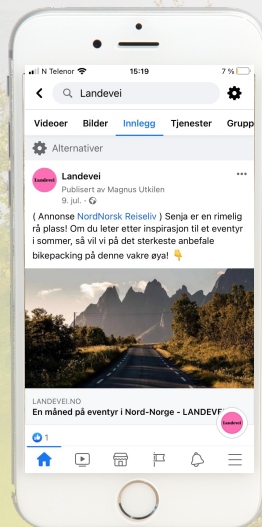 N Telenor 15:19 7 %
Landevei
Videoer Bilder Innlegg Tjenester Grupp
Alternativer
Landevei Landevei
Publisert av Magnus Utkilen
9. jul.
( Annonse NordNorsk Reiseliv ) Senja er en rimelig
rå plass! Om du leter etter inspirasjon til et eventyr
i sommer, så vil vi på det sterkeste anbefale
bikepacking på denne vakre øya! 👇
LANDEVEI.NO
En måned på eventyr i Nord-Norge - LANDEVE
Landevei
1